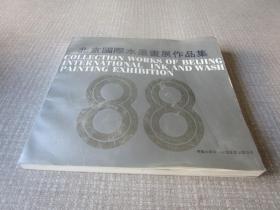 北京國際水墨畫展作品集
COLLECTION WORKS OF BEIJING
INTERNATIONAL INK AND WASH
PAINTING EXHIBITION
88